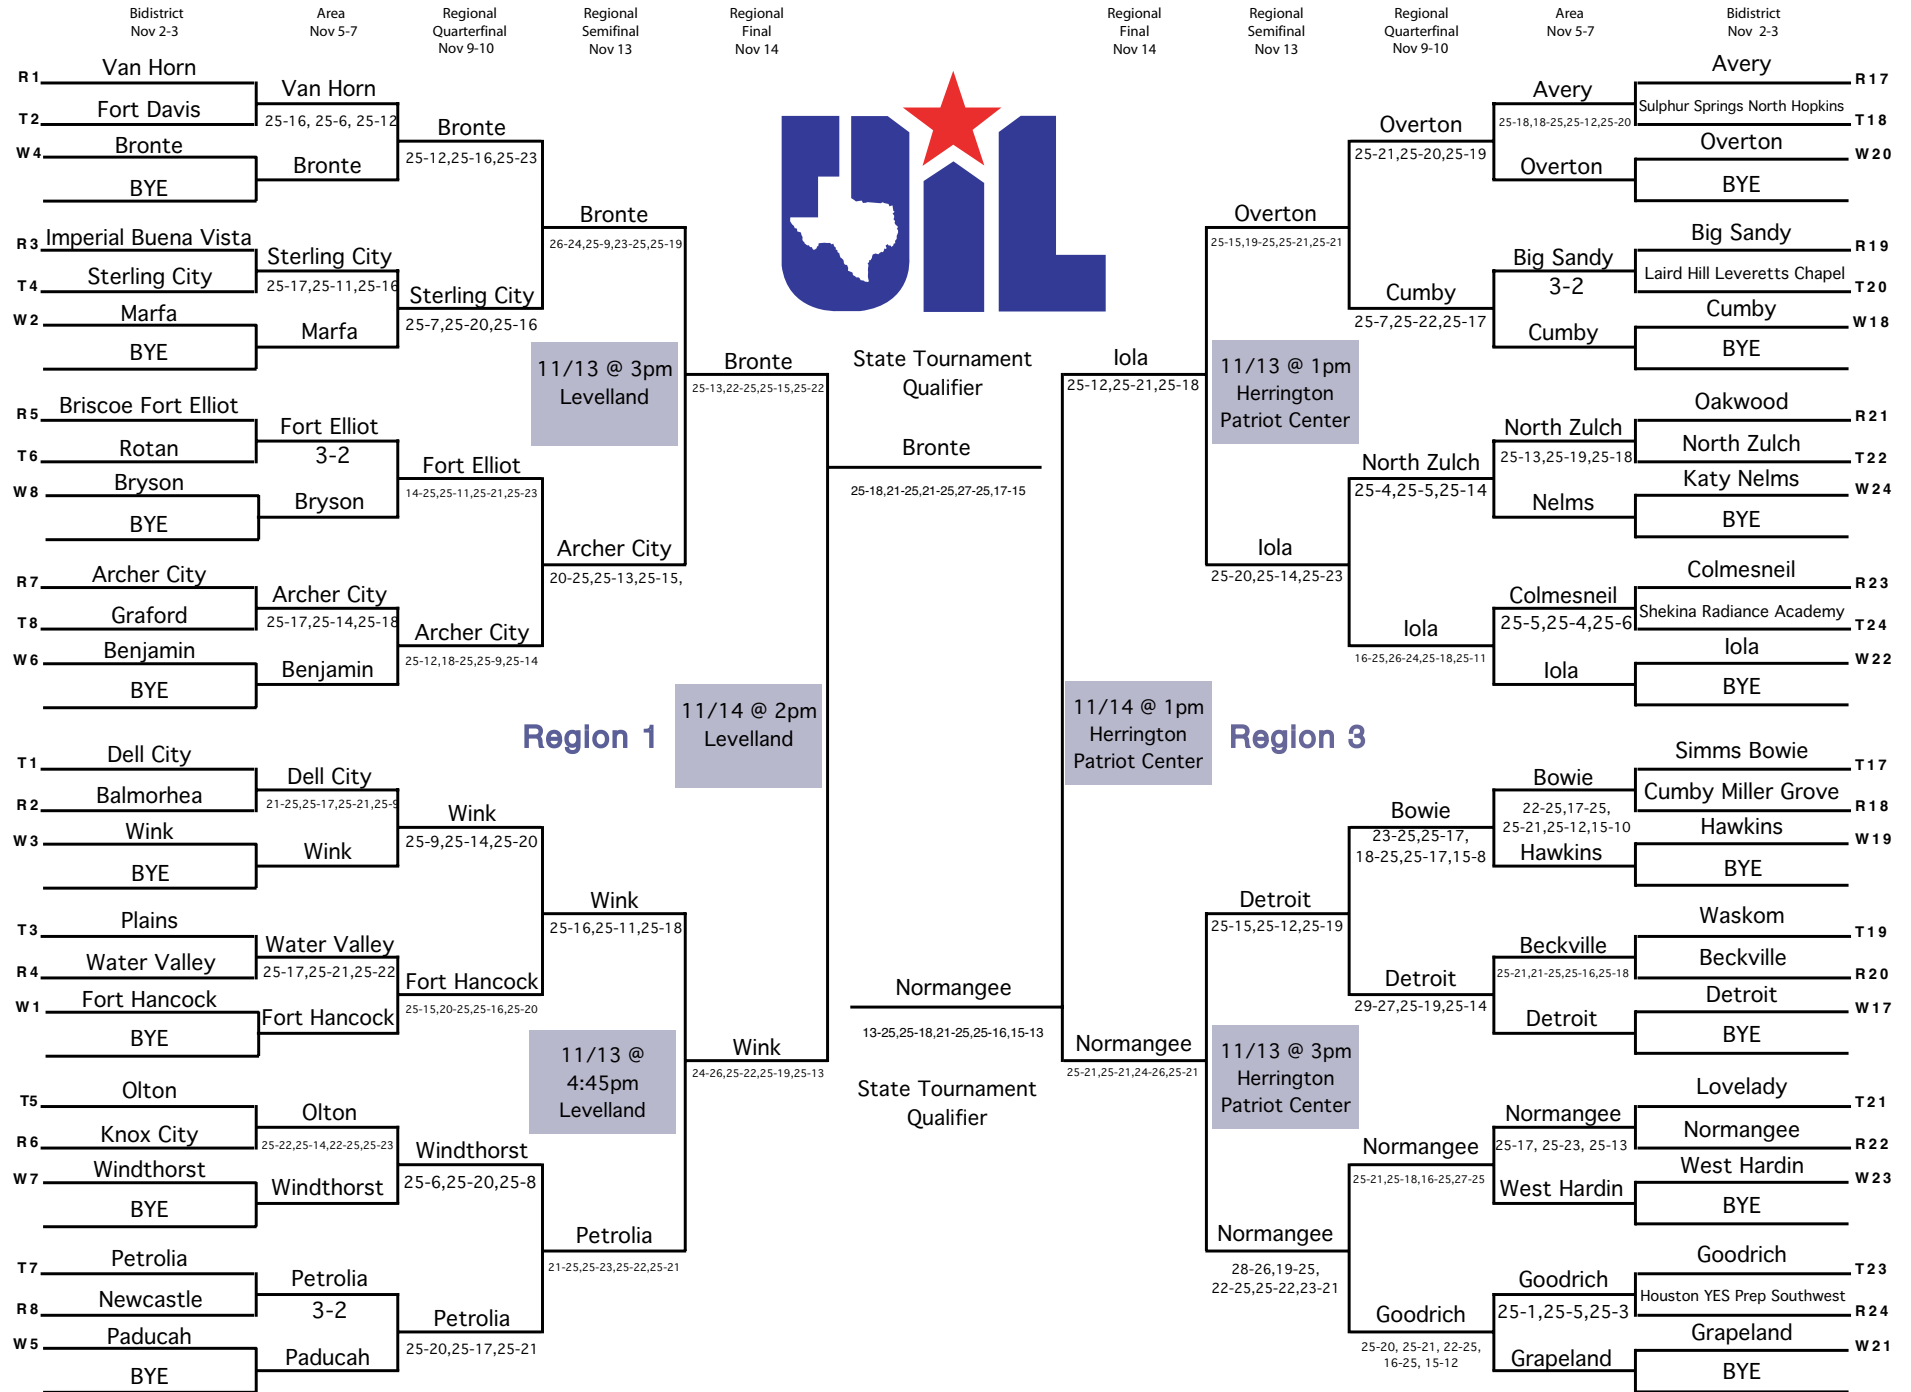 Bidistrict
Nov 2-3
Area
Nov 5-7
Regional
Quarterfinal
Nov 9-10
Regional
Semifinal
Nov 13
Regional
Final
Nov 14
Regional
Final
Nov 14
Regional
Semifinal
Nov 13
Regional
Quarterfinal
Nov 9-10
Area
Nov 5-7
Bidistrict
Nov 2-3
UIL
R1 Van Horn
T2 Fort Davis
W4 Bronte
BYE
R3 Imperial Buena Vista
T4 Sterling City
W2 Marfa
BYE
R5 Briscoe Fort Elliot
T6 Rotan
W8 Bryson
BYE
R7 Archer City
T8 Graford
W6 Benjamin
BYE
T1 Dell City
R2 Balmorhea
W3 Wink
BYE
T3 Plains
R4 Water Valley
W1 Fort Hancock
BYE
T5 Olton
R6 Knox City
W7 Windthorst
BYE
T7 Petrolia
R8 Newcastle
W5 Paducah
BYE
Van Horn
25-16, 25-6, 25-12
Bronte
Sterling City
25-17,25-11,25-16
Marfa
Fort Elliot
3-2
Bryson
Archer City
25-17,25-14,25-18
Benjamin
Dell City
21-25,25-17,25-21,25-9
Wink
Water Valley
25-17,25-21,25-22
Fort Hancock
Olton
25-22,25-14,22-25,25-23
Windthorst
Petrolia
3-2
Paducah
Bronte
25-12,25-16,25-23
Sterling City
25-7,25-20,25-16
Fort Elliot
14-25,25-11,25-21,25-23
Archer City
25-12,18-25,25-9,25-14
Wink
25-9,25-14,25-20
Fort Hancock
25-15,20-25,25-16,25-20
Windthorst
25-6,25-20,25-8
Petrolia
25-20,25-17,25-21
Bronte
26-24,25-9,23-25,25-19
11/13 @ 3pm
Levelland
Archer City
20-25,25-13,25-15,
Region 1
Wink
25-16,25-11,25-18
11/13 @
4:45pm
Levelland
Petrolia
21-25,25-23,25-22,25-21
Bronte
25-13,22-25,25-15,25-22
11/14 @ 2pm
Levelland
Wink
24-26,25-22,25-19,25-13
State Tournament
Qualifier
Bronte
25-18,21-25,21-25,27-25,17-15
Normangee
13-25,25-18,21-25,25-16,15-13
State Tournament
Qualifier
Iola
25-12,25-21,25-18
11/14 @ 1pm
Herrington
Patriot Center
Normangee
25-21,25-21,24-26,25-21
Overton
25-15,19-25,25-21,25-21
11/13 @ 1pm
Herrington
Patriot Center
Iola
25-20,25-14,25-23
Region 3
Detroit
25-15,25-12,25-19
11/13 @ 3pm
Herrington
Patriot Center
Normangee
28-26,19-25,
22-25,25-22,23-21
Overton
25-21,25-20,25-19
Cumby
25-7,25-22,25-17
North Zulch
25-4,25-5,25-14
Iola
16-25,26-24,25-18,25-11
Bowie
23-25,25-17,
18-25,25-17,15-8
Detroit
29-27,25-19,25-14
Normangee
25-21,25-18,16-25,27-25
Goodrich
25-20, 25-21, 22-25,
16-25, 15-12
Avery
25-18,18-25,25-12,25-20
Overton
Big Sandy
3-2
Cumby
North Zulch
25-13,25-19,25-18
Nelms
Colmesneil
25-5,25-4,25-6
Iola
Bowie
22-25,17-25,
25-21,25-12,15-10
Hawkins
Beckville
25-21,21-25,25-16,25-18
Detroit
Normangee
25-17, 25-23, 25-13
West Hardin
Goodrich
25-1,25-5,25-3
Grapeland
Avery R17
Sulphur Springs North Hopkins T18
Overton W20
BYE
Big Sandy R19
Laird Hill Leveretts Chapel T20
Cumby W18
BYE
Oakwood R21
North Zulch T22
Katy Nelms W24
BYE
Colmesneil R23
Shekina Radiance Academy T24
Iola W22
BYE
Simms Bowie T17
Cumby Miller Grove R18
Hawkins W19
BYE
Waskom T19
Beckville R20
Detroit W17
BYE
Lovelady T21
Normangee R22
West Hardin W23
BYE
Goodrich T23
Houston YES Prep Southwest R24
Grapeland W21
BYE